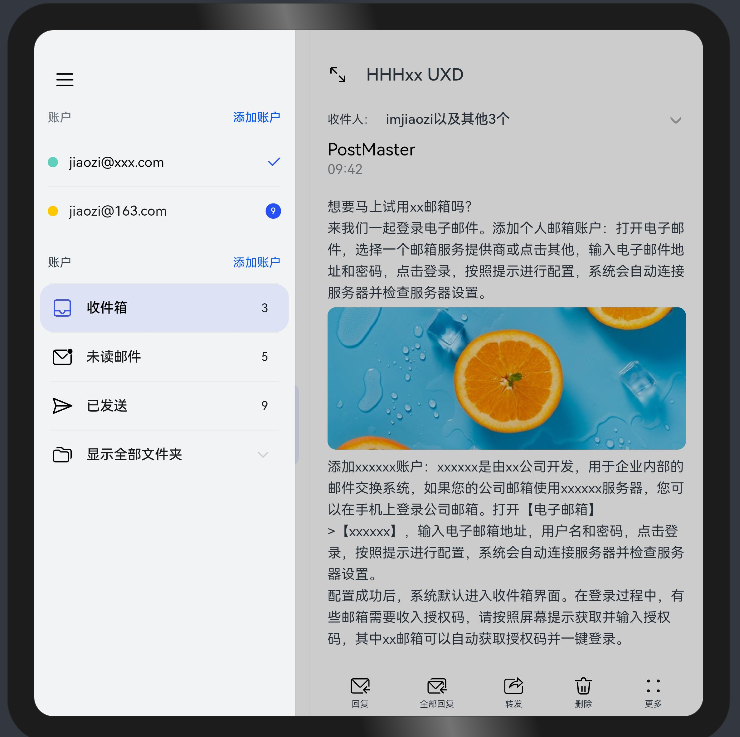 账户 添加账户
jiaozi@xxx.com
jiaozi@163.com 9
账户 添加账户
收件箱 3
未读邮件 5
已发送 9
显示全部文件夹
HHHxx UXD
收件人： imjiaozi以及其他3个
PostMaster
09:42
想要马上试用xx邮箱吗?
来我们一起登录电子邮件。添加个人邮箱账户：打开电子邮
件，选择一个邮箱服务提供商或点击其他，输入电子邮件地
址和密码，点击登录，按照提示进行配置，系统会自动连接
服务器并检查服务器设置。
添加xxxxxx账户：xxxxxx是由xx公司开发，用于企业内部的
邮件交换系统，如果您的公司邮箱使用xxxxxx服务器，您可
以在手机上登录公司邮箱。打开【电子邮箱】
>【xxxxxx】，输入电子邮箱地址，用户名和密码，点击登
录，按照提示进行配置，系统会自动连接服务器并检查服务
器设置。
配置成功后，系统默认进入收件箱界面。在登录过程中，有
些邮箱需要收入授权码，请按照屏幕提示获取并输入授权
码，其中xx邮箱可以自动获取授权码并一键登录。
回复 全部回复 转发 删除 更多